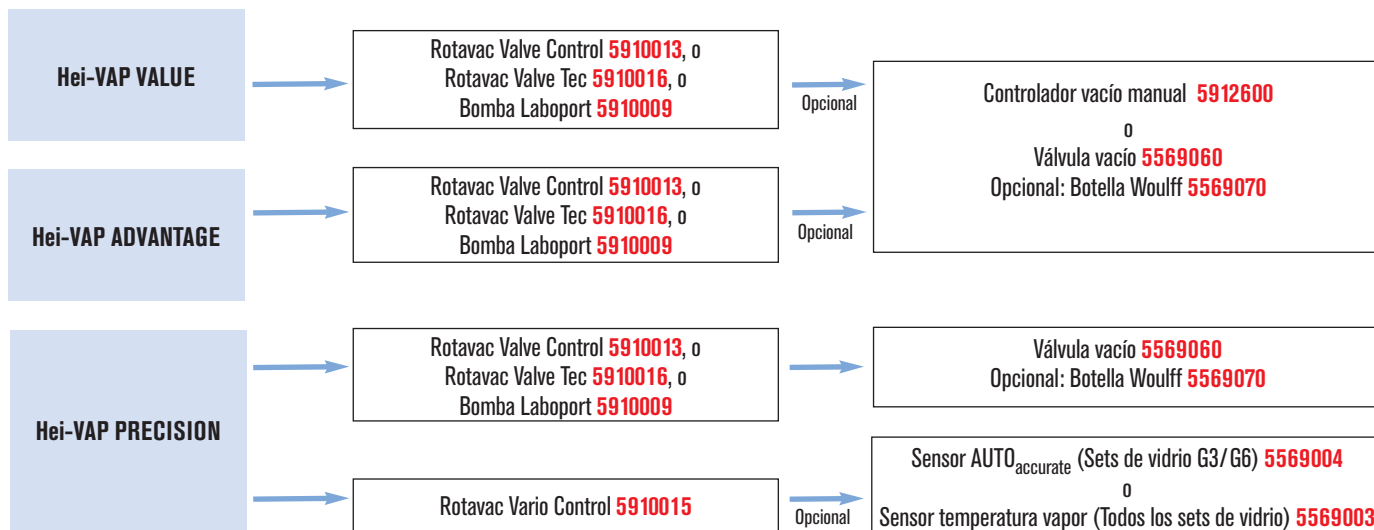 Hei-VAP VALUE
Rotavac Valve Control 5910013, o
Rotavac Valve Tec 5910016, o
Bomba Laboport 5910009
Opcional
Controlador vacío manual 5912600
o
Válvula vacío 5569060
Opcional: Botella Woulff 5569070
Hei-VAP ADVANTAGE
Rotavac Valve Control 5910013, o
Rotavac Valve Tec 5910016, o
Bomba Laboport 5910009
Opcional
Hei-VAP PRECISION
Rotavac Valve Control 5910013, o
Rotavac Valve Tec 5910016, o
Bomba Laboport 5910009
Válvula vacío 5569060
Opcional: Botella Woulff 5569070
Rotavac Vario Control 5910015
Opcional
Sensor AUTOaccurate (Sets de vidrio G3/G6) 5569004
o
Sensor temperatura vapor (Todos los sets de vidrio) 5569003